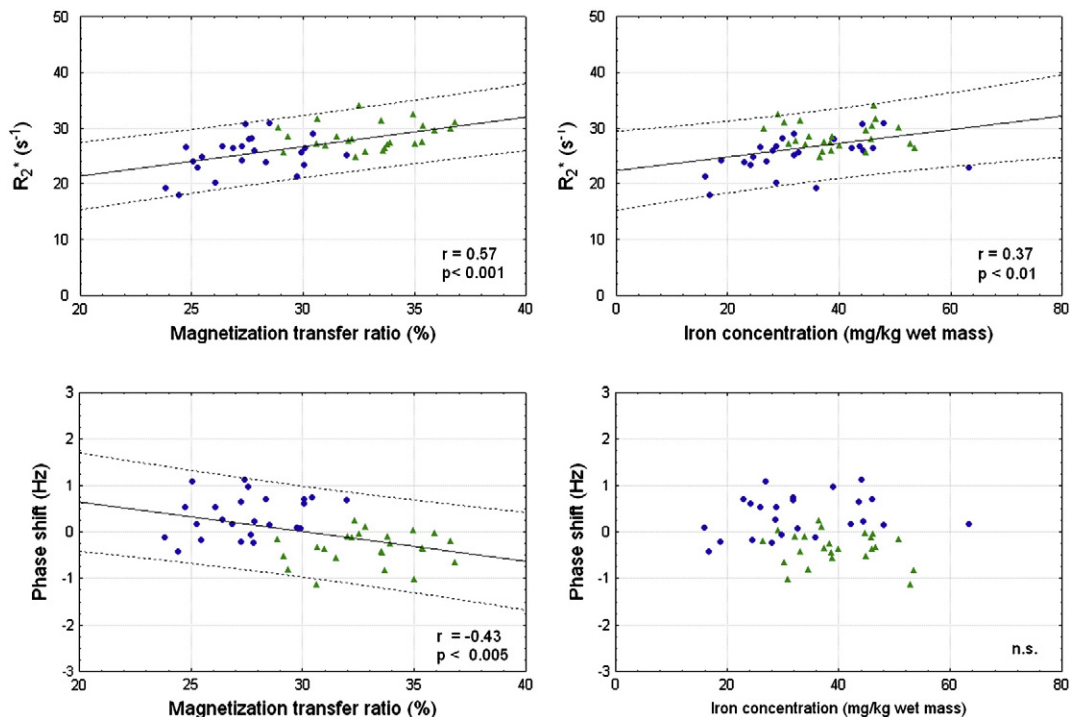 50
40
30
20
10
0
R2* (s-1)
r = 0.57
p< 0.001
20 25 30 35 40
Magnetization transfer ratio (%)
50
40
30
20
10
0
R2* (s-1)
r = 0.37
p < 0.01
0 20 40 60 80
Iron concentration (mg/kg wet mass)
3
2
1
0
-1
-2
-3
Phase shift (Hz)
r = -0.43
p < 0.005
20 25 30 35 40
Magnetization transfer ratio (%)
3
2
1
0
-1
-2
-3
Phase shift (Hz)
n.s.
0 20 40 60 80
Iron concentration (mg/kg wet mass)